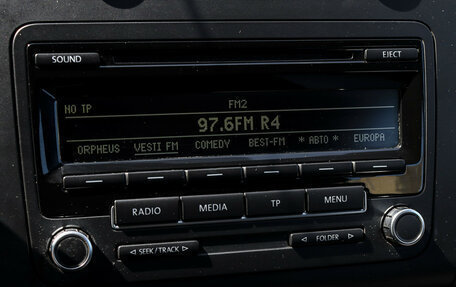 SOUND
EJECT
FM2
NO TP
97.6FM R4
ORPHEUS VESTI FM COMEDY BEST-FM * АВТО * EUROPA
RADIO MEDIA TP MENU
◁ SEEK / TRACK ▷
◁ FOLDER ▷